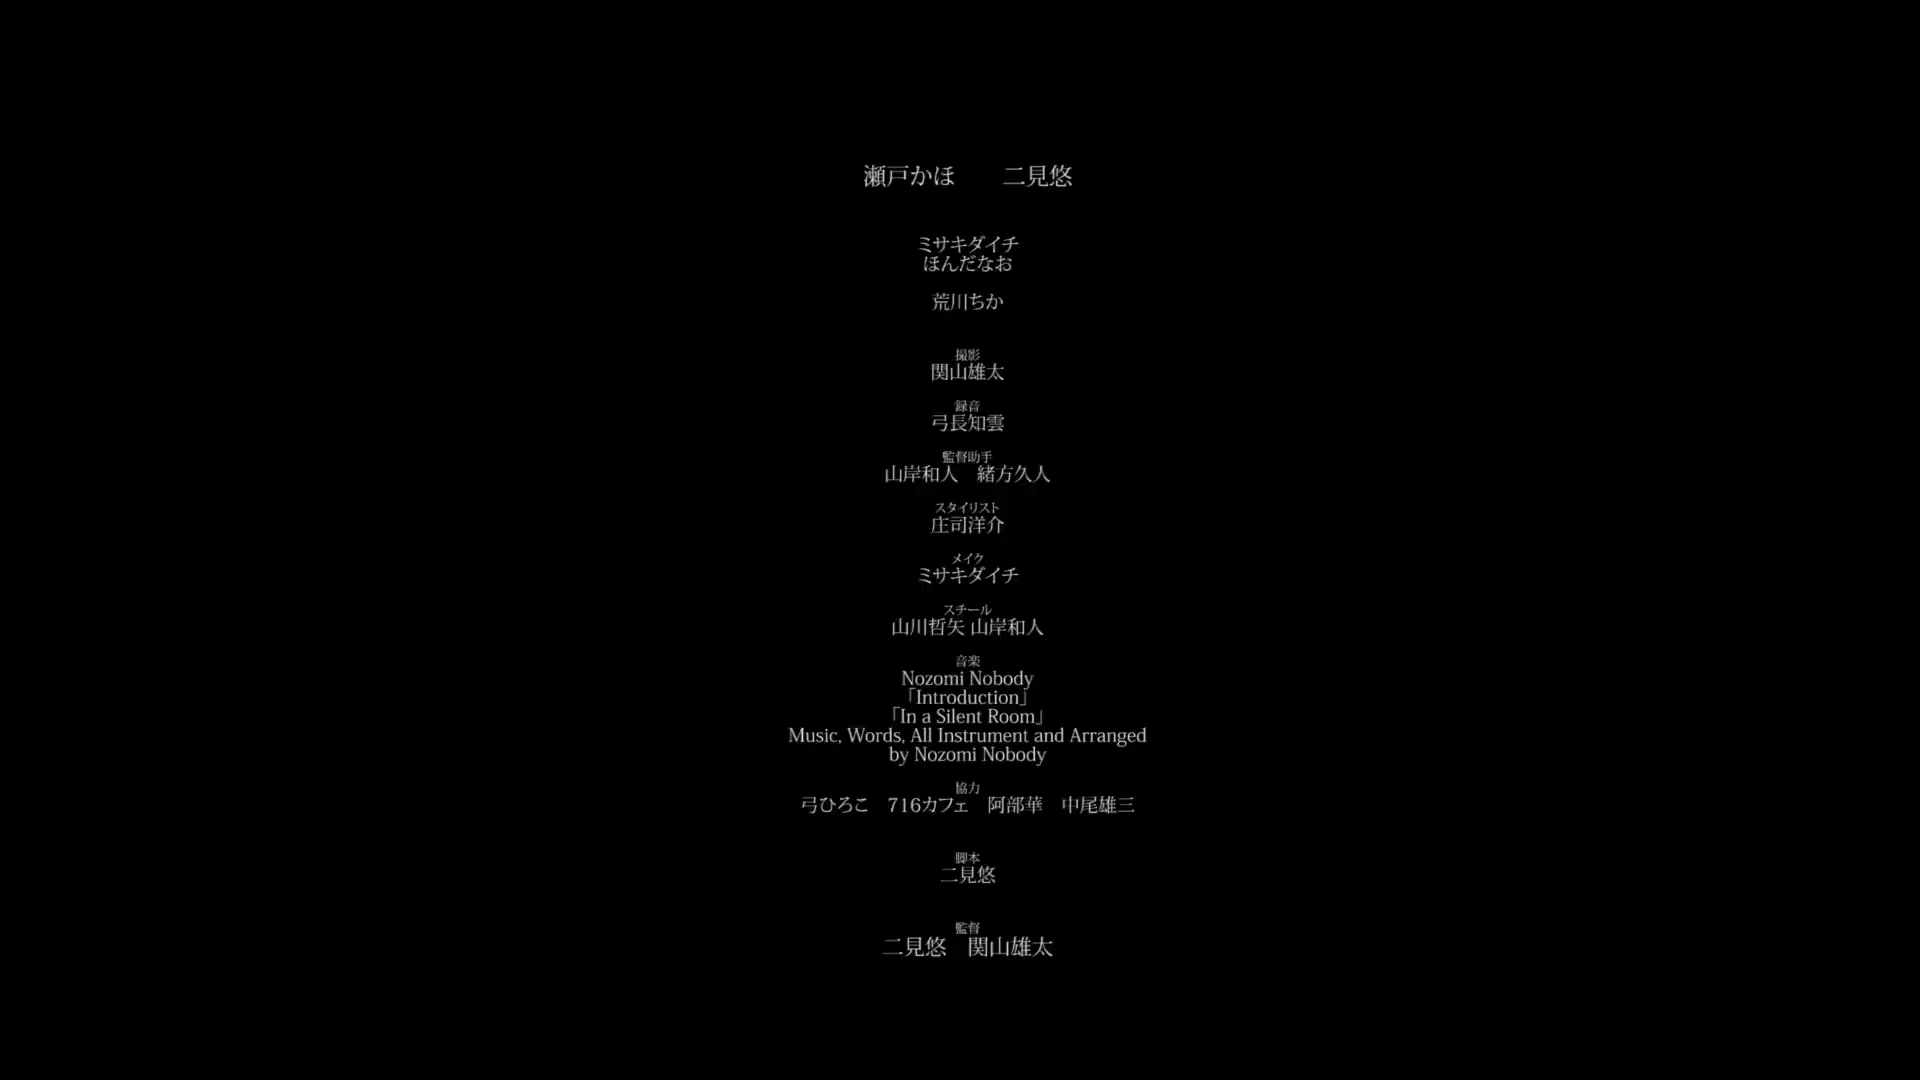 瀬戸かほ　　二見悠
ミサキダイチ
ほんだなお
荒川ちか
撮影
関山雄太
録音
弓長知雲
監督助手
山岸和人　緒方久人
スタイリスト
庄司洋介
メイク
ミサキダイチ
スチール
山川哲矢 山岸和人
音楽
Nozomi Nobody
「Introduction」
「In a Silent Room」
Music, Words, All Instrument and Arranged
by Nozomi Nobody
協力
弓ひろこ　716カフェ　阿部華　中尾雄三
脚本
二見悠
監督
二見悠　関山雄太